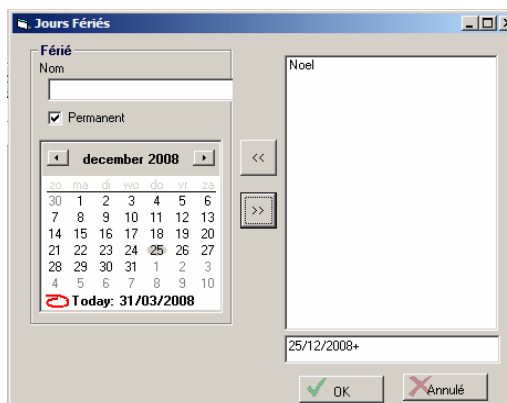 Jours Fériés
Férié
Nom
Permanent
december 2008
zo ma di wo do vr za
30 1 2 3 4 5 6
7 8 9 10 11 12 13
14 15 16 17 18 19 20
21 22 23 24 25 26 27
28 29 30 31 1 2 3
4 5 6 7 8 9 10
Today: 31/03/2008
<<
>>
Noel
25/12/2008+
OK
Annulé